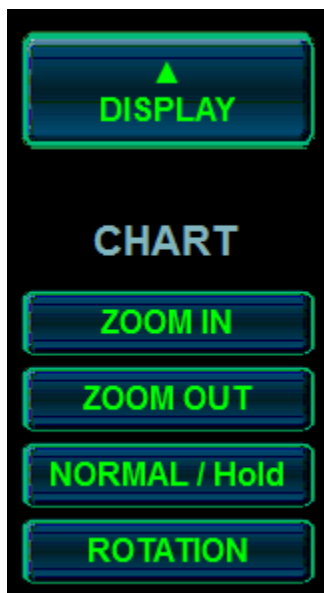 ▲
DISPLAY
CHART
ZOOM IN
ZOOM OUT
NORMAL / Hold
ROTATION